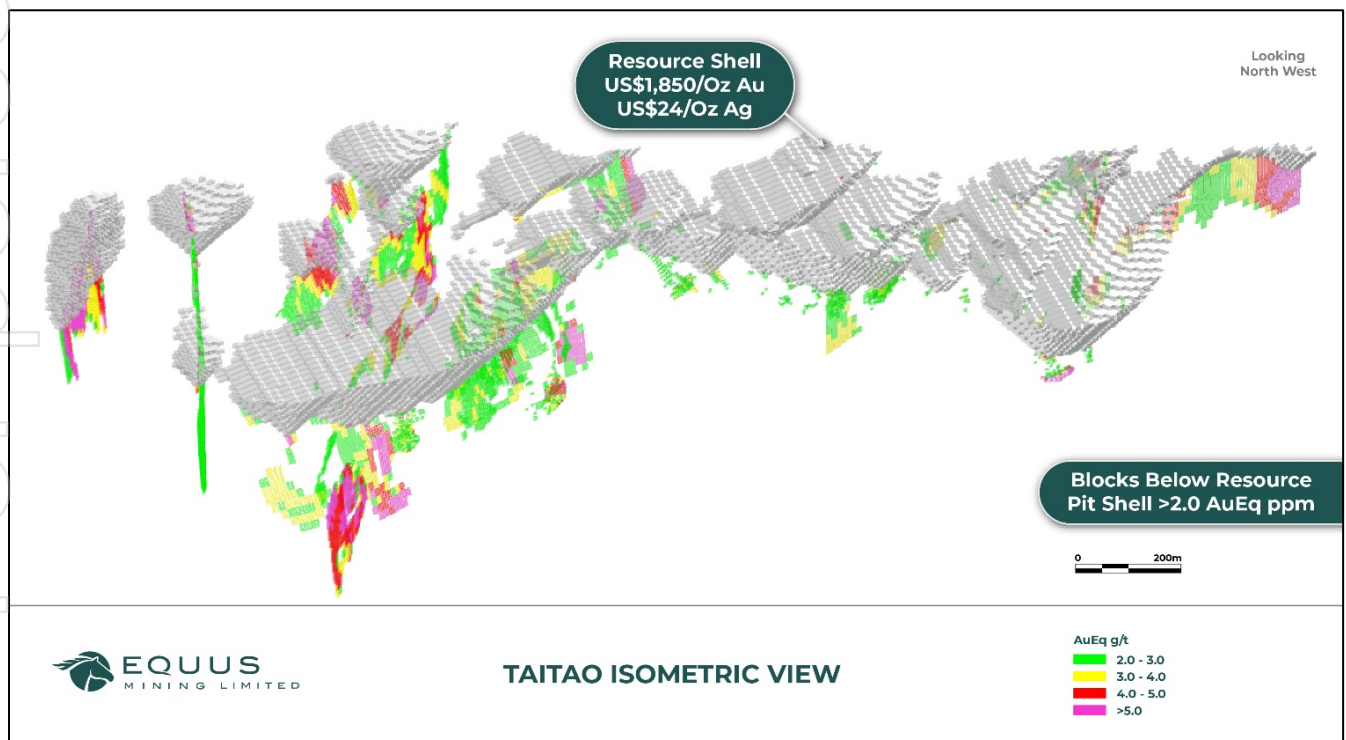 Resource Shell
US$1,850/Oz Au
US$24/Oz Ag
Looking
North West
Blocks Below Resource
Pit Shell >2.0 AuEq ppm
0 200m
EQUUS
MINING LIMITED
TAITAO ISOMETRIC VIEW
AuEq g/t
2.0 - 3.0
3.0 - 4.0
4.0 - 5.0
>5.0